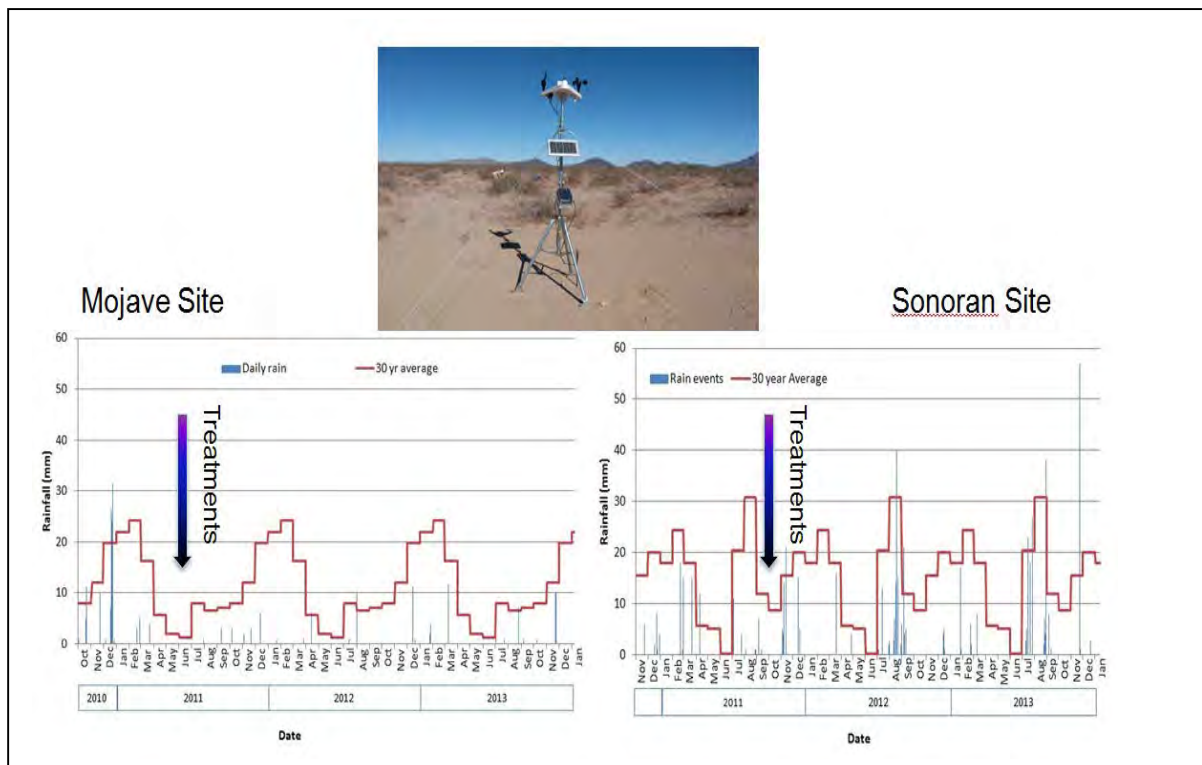 Mojave Site
60
50
40
30
20
10
0
Rainfall (mm)
Daily rain
30 yr average
Treatments
Oct Nov Dec Jan Feb Mar Apr May Jun Jul Aug Sep Oct Nov Dec Jan Feb Mar Apr May Jun Jul Aug Sep Oct Nov Dec Jan Feb Mar Apr May Jun Jul Aug Sep Oct Nov Dec Jan
2010 2011 2012 2013
Date
Sonoran Site
60
50
40
30
20
10
0
Rainfall (mm)
Rain events
30 year Average
Treatments
Nov Dec Jan Feb Mar Apr May Jun Jul Aug Sep Oct Nov Dec Jan Feb Mar Apr May Jun Jul Aug Sep Oct Nov Dec Jan Feb Mar Apr May Jun Jul Aug Sep Oct Nov Dec Jan
2011 2012 2013
Date